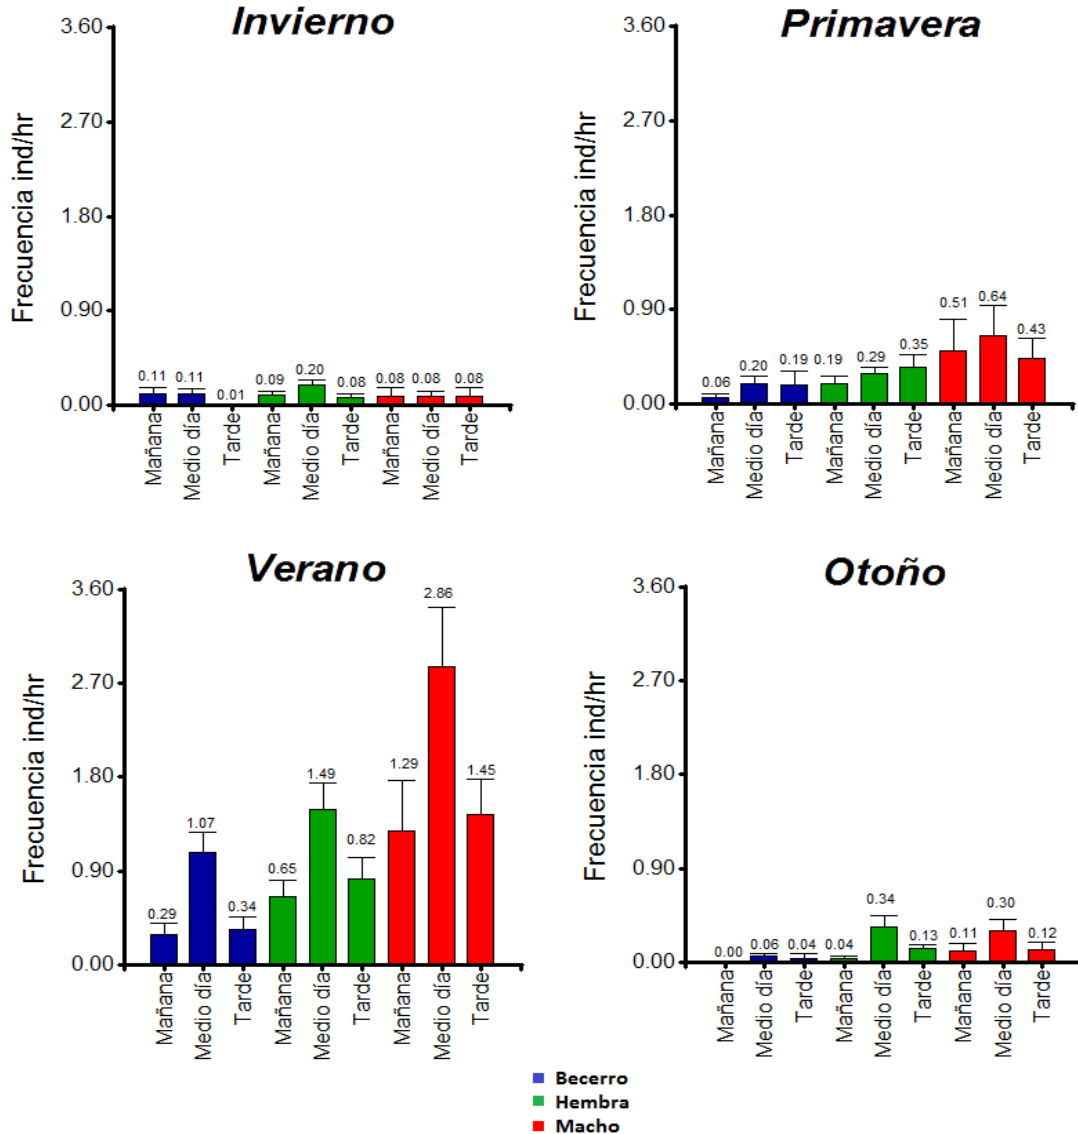 Invierno
Frecuencia ind/hr
3.60
2.70
1.80
0.90
0.00
0.11
0.11
0.01
0.09
0.20
0.08
0.08
0.08
0.08
Mañana
Medio día
Tarde
Mañana
Medio día
Tarde
Mañana
Medio día
Tarde
Primavera
Frecuencia ind/hr
3.60
2.70
1.80
0.90
0.00
0.06
0.20
0.19
0.19
0.29
0.35
0.51
0.64
0.43
Mañana
Medio día
Tarde
Mañana
Medio día
Tarde
Mañana
Medio día
Tarde
Verano
Frecuencia ind/hr
3.60
2.70
1.80
0.90
0.00
0.29
1.07
0.34
0.65
1.49
0.82
1.29
2.86
1.45
Mañana
Medio día
Tarde
Mañana
Medio día
Tarde
Mañana
Medio día
Tarde
Otoño
Frecuencia ind/hr
3.60
2.70
1.80
0.90
0.00
0.00
0.06
0.04
0.04
0.34
0.13
0.11
0.30
0.12
Mañana
Medio día
Tarde
Mañana
Medio día
Tarde
Mañana
Medio día
Tarde
Becerro
Hembra
Macho